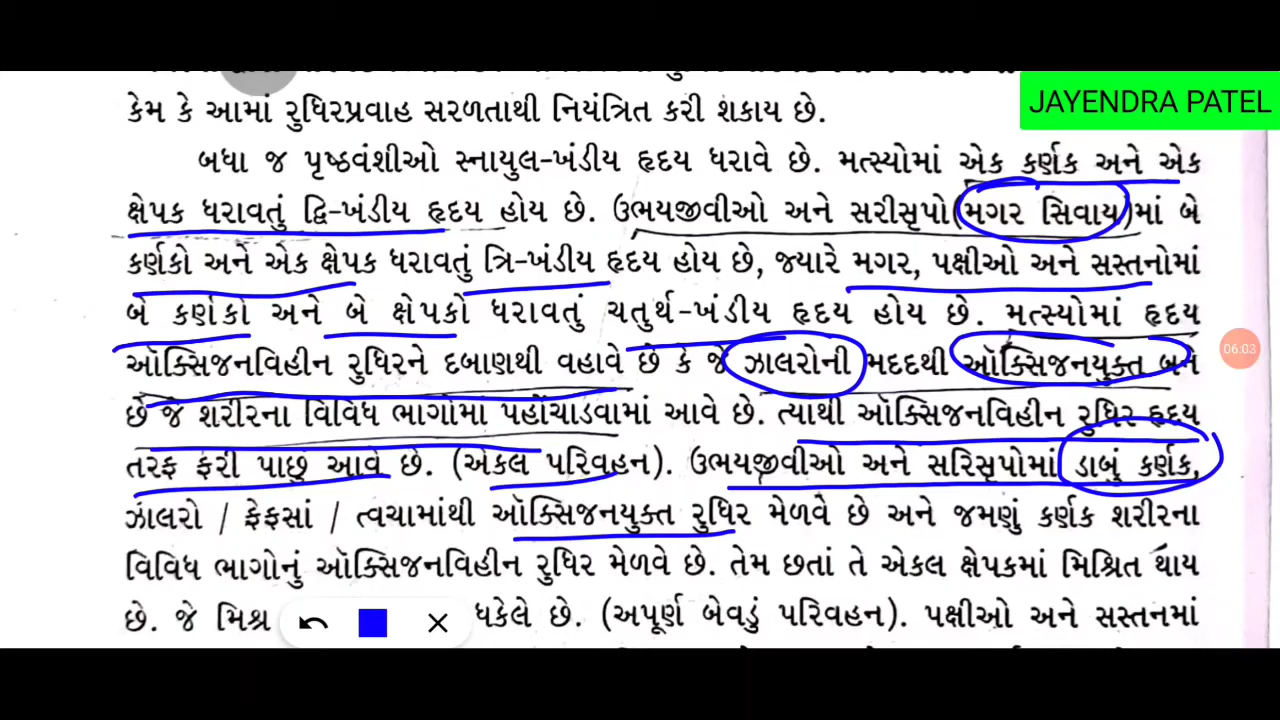 JAYENDRA PATEL
કેમ કે આમાં રુધિરપ્રવાહ સરળતાથી નિયંત્રિત કરી શકાય છે.
બધા જ પૃષ્ઠવંશીઓ સ્નાયુલ-ખંડીય હૃદય ધરાવે છે. મત્સ્યોમાં એક કર્ણક અને એક
ક્ષેપક ધરાવતું દ્વિ-ખંડીય હૃદય હોય છે. ઉભયજીવીઓ અને સરીસૃપો(મગર સિવાય)માં બે
કર્ણકો અને એક ક્ષેપક ધરાવતું ત્રિ-ખંડીય હૃદય હોય છે, જ્યારે મગર, પક્ષીઓ અને સસ્તનોમાં
બે કર્ણકો અને બે ક્ષેપકો ધરાવતું ચતુર્થ-ખંડીય હૃદય હોય છે. મત્સ્યોમાં હૃદય
ઑક્સિજનવિહીન રુધિરને દબાણથી વહાવે છે કે જે ઝાલરોની મદદથી ઑક્સિજનયુક્ત બને
છે જે શરીરના વિવિધ ભાગોમાં પહોંચાડવામાં આવે છે. ત્યાથી ઑક્સિજનવિહીન રુધિર હૃદય
તરફ ફરી પાછુ આવે છે. (એકલ પરિવહન). ઉભયજીવીઓ અને સરિસૃપોમાં ડાબું કર્ણક,
ઝાલરો / ફેફસાં / ત્વચામાંથી ઑક્સિજનયુક્ત રુધિર મેળવે છે અને જમણું કર્ણક શરીરના
વિવિધ ભાગોનું ઑક્સિજનવિહીન રુધિર મેળવે છે. તેમ છતાં તે એકલ ક્ષેપકમાં મિશ્રિત થાય
છે. જે મિશ્ર ધકેલે છે. (અપૂર્ણ બેવડું પરિવહન). પક્ષીઓ અને સસ્તનમાં
06:03